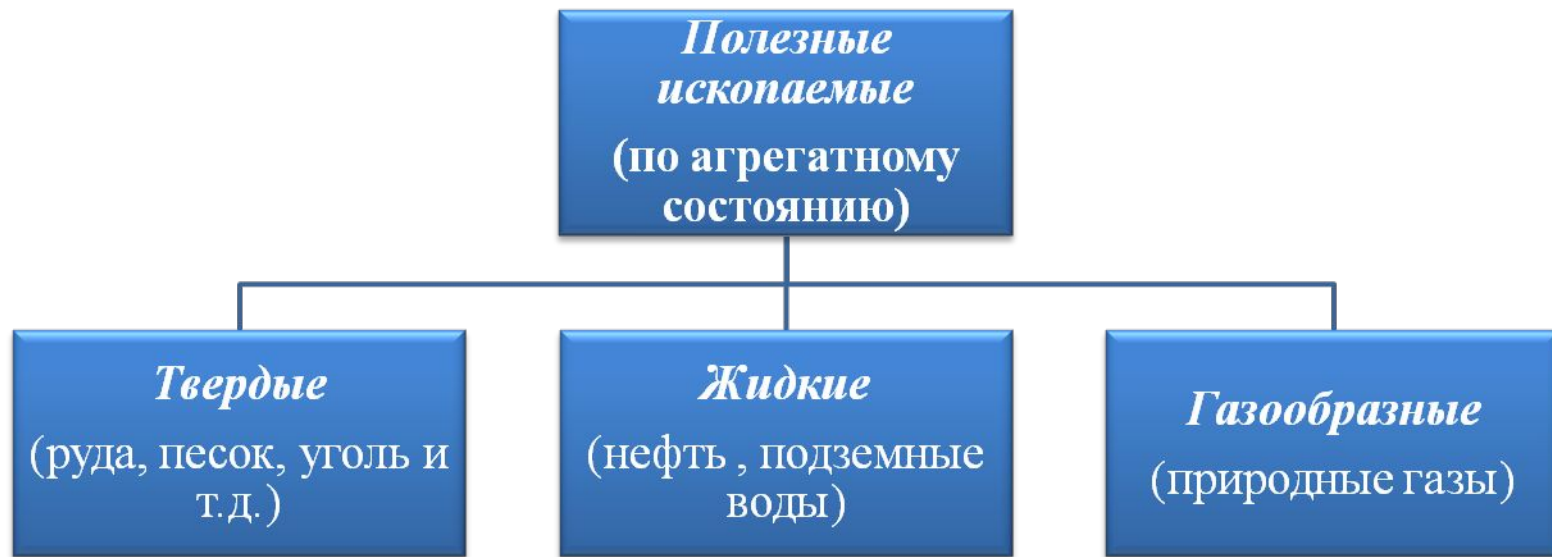 Полезные
ископаемые
(по агрегатному
состоянию)
Твердые
(руда, песок, уголь и
т.д.)
Жидкие
(нефть , подземные
воды)
Газообразные
(природные газы)